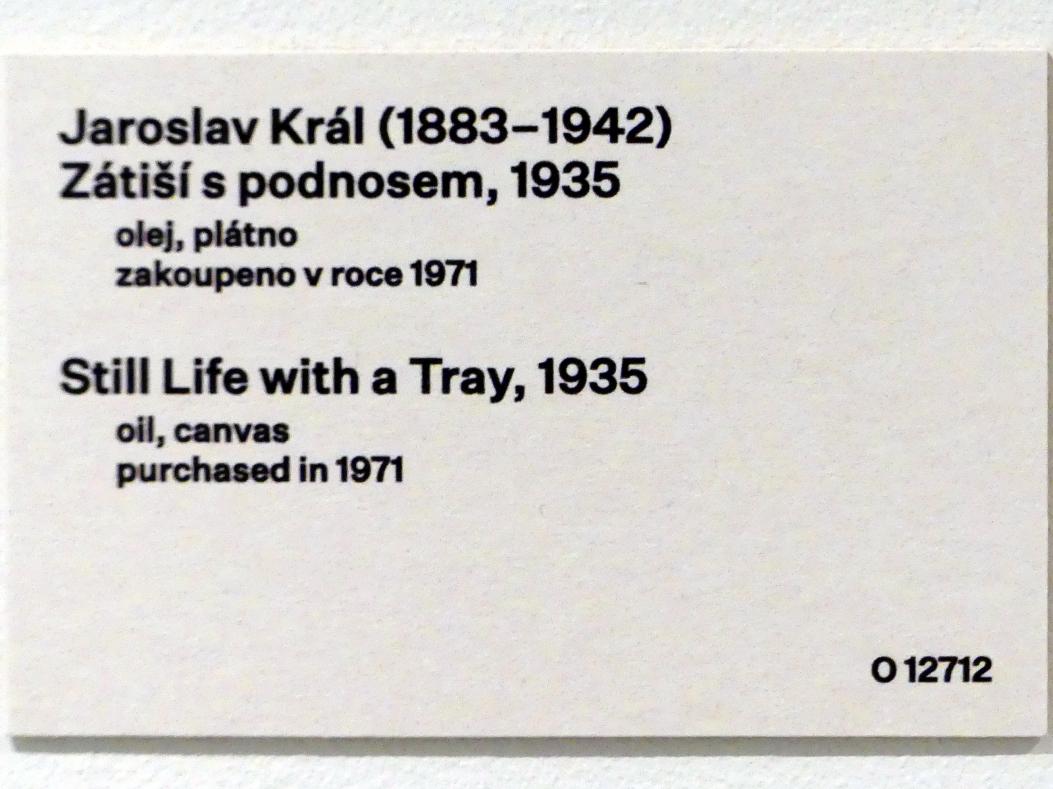 Jaroslav Král (1883–1942)
Zátiší s podnosem, 1935
olej, plátno
zakoupeno v roce 1971
Still Life with a Tray, 1935
oil, canvas
purchased in 1971
O 12712